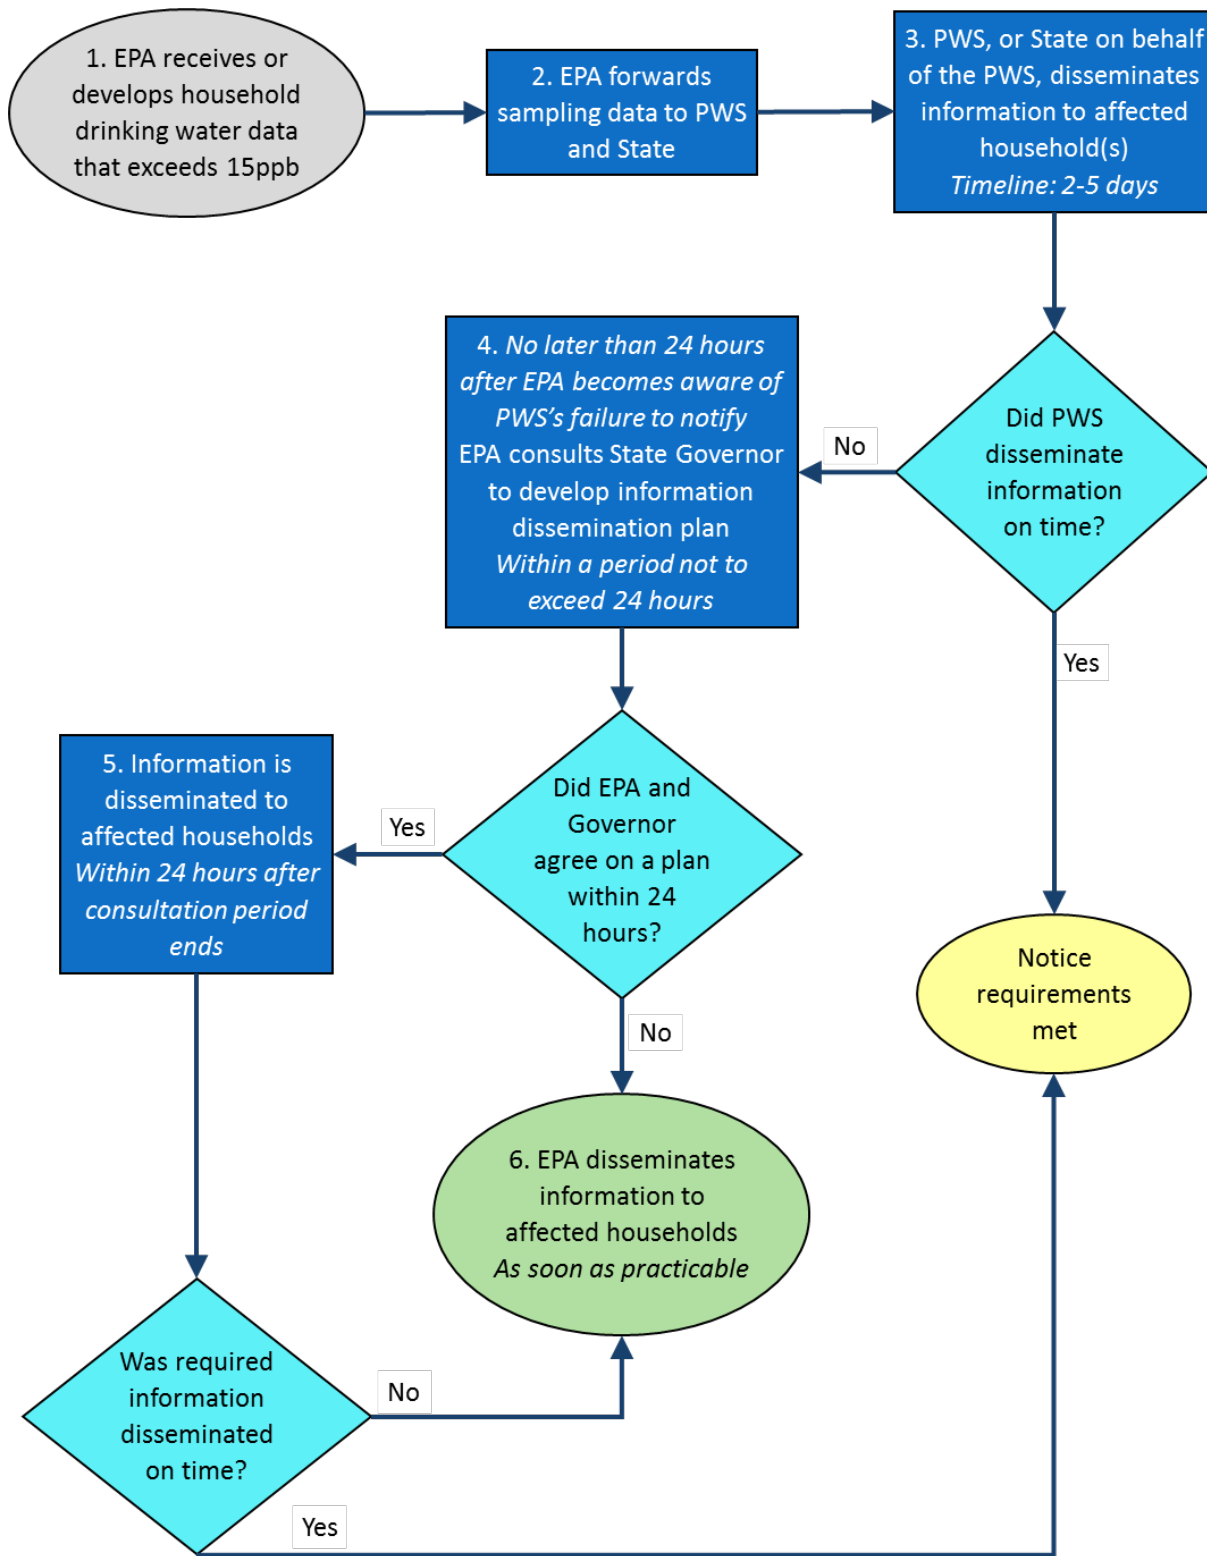 1. EPA receives or
develops household
drinking water data
that exceeds 15ppb
2. EPA forwards
sampling data to PWS
and State
3. PWS, or State on behalf
of the PWS, disseminates
information to affected
household(s)
Timeline: 2-5 days
Did PWS
disseminate
information
on time?
No
Yes
4. No later than 24 hours
after EPA becomes aware of
PWS’s failure to notify
EPA consults State Governor
to develop information
dissemination plan
Within a period not to
exceed 24 hours
Did EPA and
Governor
agree on a plan
within 24
hours?
Yes
No
5. Information is
disseminated to
affected households
Within 24 hours after
consultation period
ends
Notice
requirements
met
6. EPA disseminates
information to
affected households
As soon as practicable
Was required
information
disseminated
on time?
No
Yes